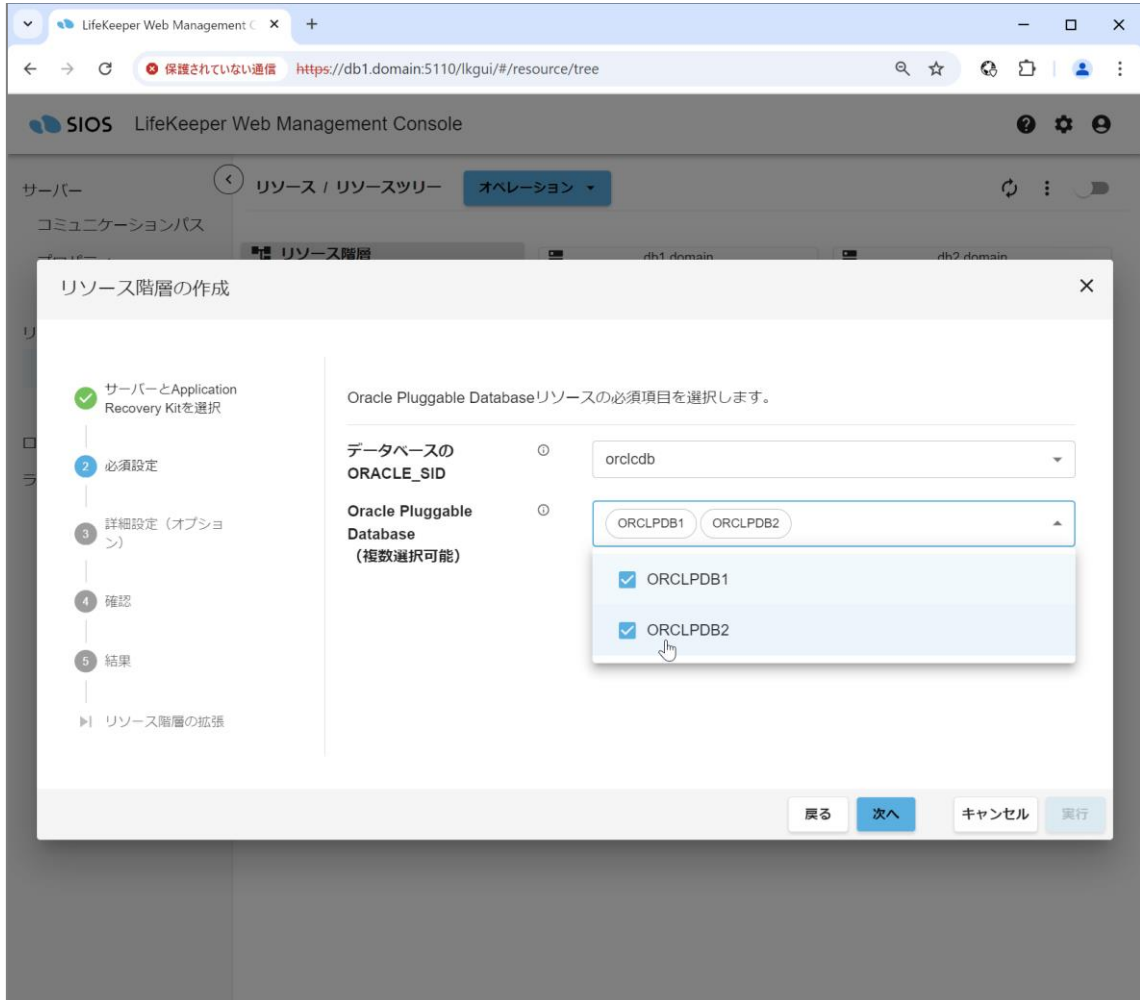 LifeKeeper Web Management C
保護されていない通信 https://db1.domain:5110/lkgui/#/resource/tree
SIOS LifeKeeper Web Management Console
サーバー
コミュニケーションパス
リソース / リソースツリー
オペレーション
リソース階層
db1.domain
db2.domain
リソース階層の作成
サーバーとApplication
Recovery Kitを選択
2 必須設定
3 詳細設定（オプショ
ン）
4 確認
5 結果
リソース階層の拡張
Oracle Pluggable Databaseリソースの必須項目を選択します。
データベースの
ORACLE_SID
orclcdb
Oracle Pluggable
Database
（複数選択可能）
ORCLPDB1 ORCLPDB2
ORCLPDB1
ORCLPDB2
戻る 次へ キャンセル 実行